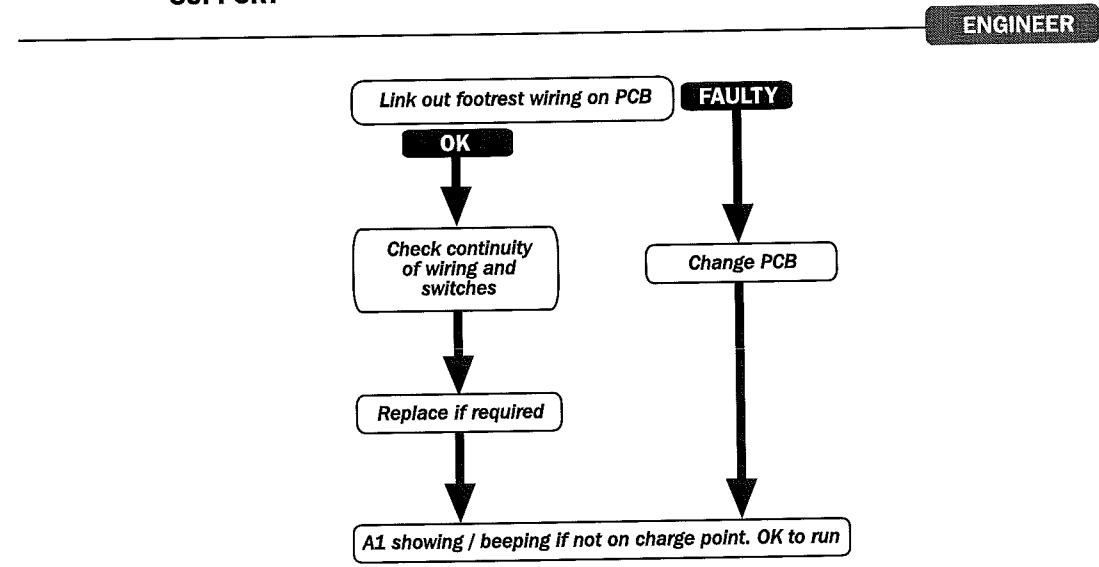 ENGINEER
Link out footrest wiring on PCB
FAULTY
OK
Check continuity
of wiring and
switches
Change PCB
Replace if required
A1 showing / beeping if not on charge point. OK to run